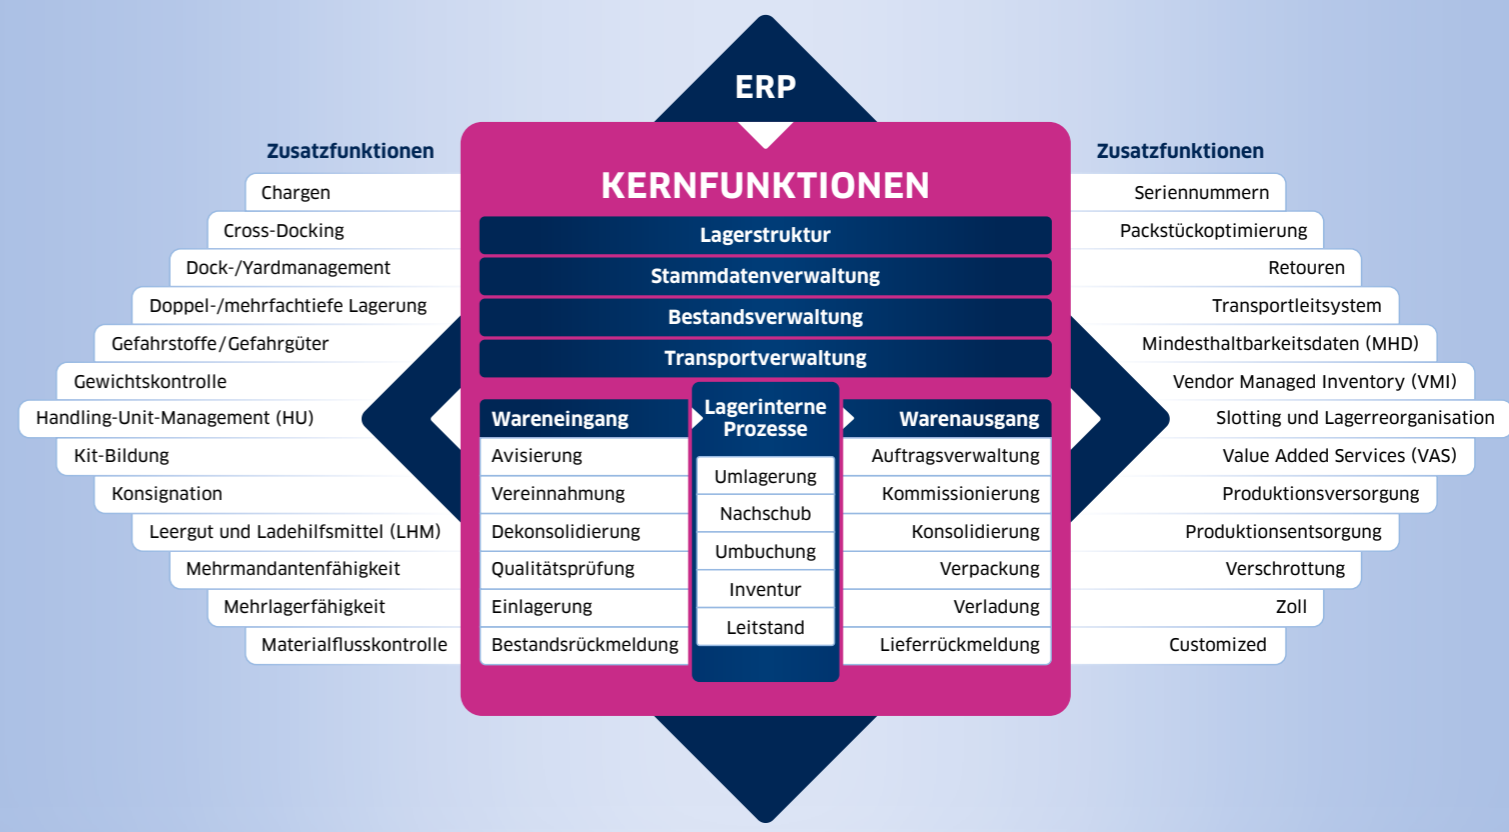 ERP
Zusatzfunktionen
Chargen
Cross-Docking
Dock-/Yardmanagement
Doppel-/mehrfachtiefe Lagerung
Gefahrstoffe/Gefahrgüter
Gewichtskontrolle
Handling-Unit-Management (HU)
Kit-Bildung
Konsignation
Leergut und Ladehilfsmittel (LHM)
Mehrmandantenfähigkeit
Mehrlagerfähigkeit
Materialflusskontrolle
KERNFUNKTIONEN
Lagerstruktur
Stammdatenverwaltung
Bestandsverwaltung
Transportverwaltung
Wareneingang
Avisierung
Vereinnahmung
Dekonsolidierung
Qualitätsprüfung
Einlagerung
Bestandsrückmeldung
Lagerinterne
Prozesse
Umlagerung
Nachschub
Umbuchung
Inventur
Leitstand
Warenausgang
Auftragsverwaltung
Kommissionierung
Konsolidierung
Verpackung
Verladung
Lieferrückmeldung
Zusatzfunktionen
Seriennummern
Packstückoptimierung
Retouren
Transportleitsystem
Mindesthaltbarkeitsdaten (MHD)
Vendor Managed Inventory (VMI)
Slotting und Lagerreorganisation
Value Added Services (VAS)
Produktionsversorgung
Produktionsentsorgung
Verschrottung
Zoll
Customized